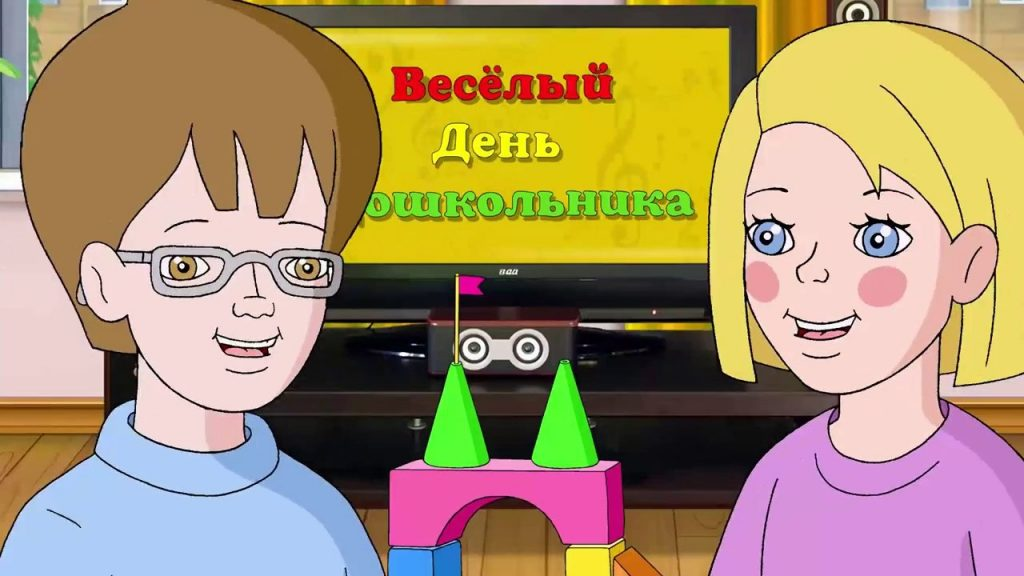 Весёлый
День
ошкольника